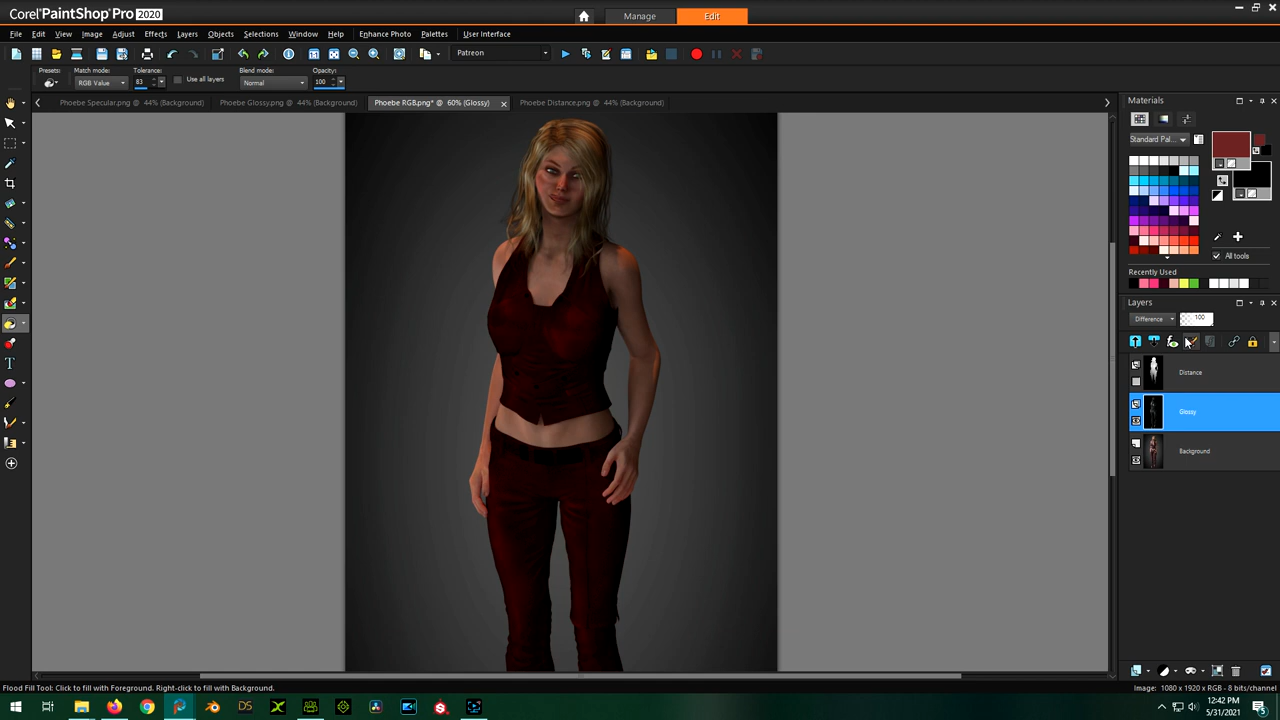 Corel®PaintShop®Pro 2020
Manage
Edit
File Edit View Image Adjust Effects Layers Objects Selections Window Help Enhance Photo Palettes User Interface
Patreon
Presets: Match mode: Tolerance: Blend mode: Opacity:
RGB Value 83 Use all layers Normal 100
Phoebe Specular.png @ 44% (Background) Phoebe Glossy.png @ 44% (Background) Phoebe RGB.png* @ 60% (Glossy) Phoebe Distance.png @ 44% (Background)
Materials
Standard Pal...
All tools
Recently Used
Layers
Difference 100
Distance
Glossy
Background
Flood Fill Tool: Click to fill with Foreground. Right-click to fill with Background.
Image: 1080 x 1920 x RGB - 8 bits/channel
DS
12:42 PM
5/31/2021
5